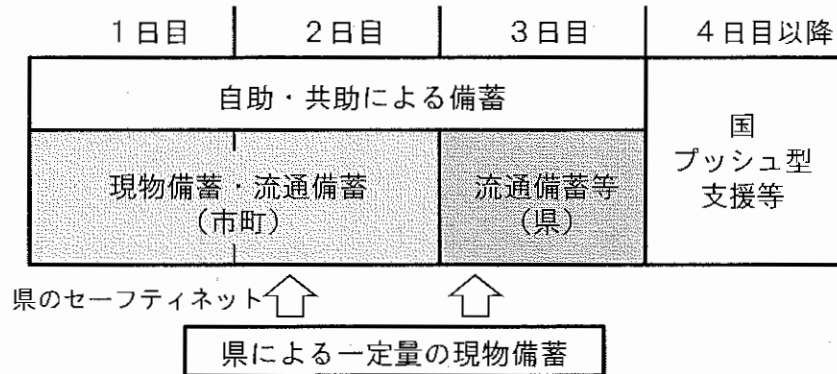 1日目
2日目
3日目
4日目以降
自助・共助による備蓄
現物備蓄・流通備蓄
（市町）
流通備蓄等
（県）
国
プッシュ型
支援等
県のセーフティネット
県による一定量の現物備蓄